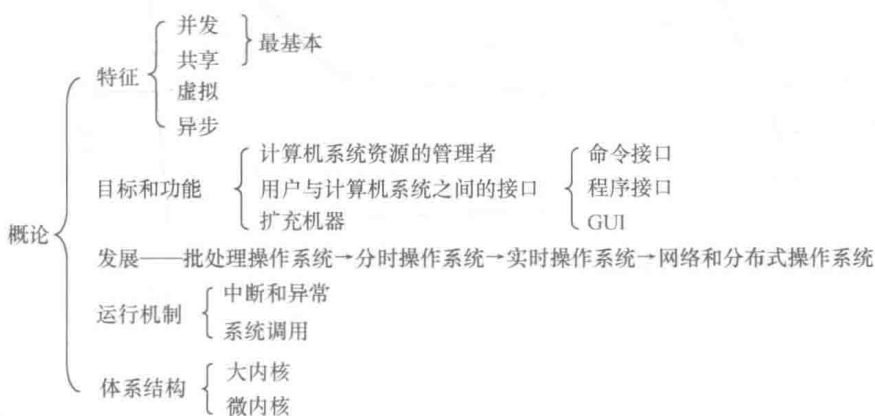 概论
特征
并发
共享
最基本
虚拟
异步
目标和功能
计算机系统资源的管理者
用户与计算机系统之间的接口
命令接口
程序接口
GUI
扩充机器
发展——批处理操作系统→分时操作系统→实时操作系统→网络和分布式操作系统
运行机制
中断和异常
系统调用
体系结构
大内核
微内核